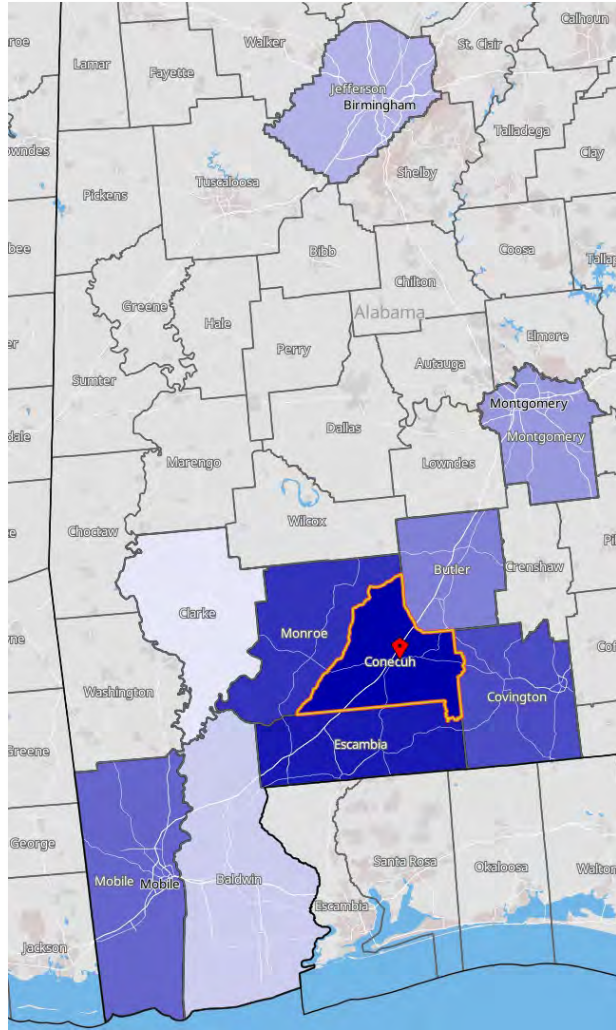 Calhoun
Walker
St. Clair
Lamar
Fayette
Jefferson
Birmingham
Talladega
Clay
Pickens
Tuscaloosa
Shelby
Bibb
Coosa
Chilton
Greene
Hale
Alabama
Perry
Elmore
Autauga
Sumter
Montgomery
Dallas
Montgomery
Marengo
Lowndes
Wilcox
Choctaw
Butler
Crenshaw
Clarke
Monroe
Conecuh
Washington
Covington
Escambia
Greene
George
Santa Rosa
Okaloosa
Walton
Mobile
Mobile
Baldwin
Escambia
Jackson